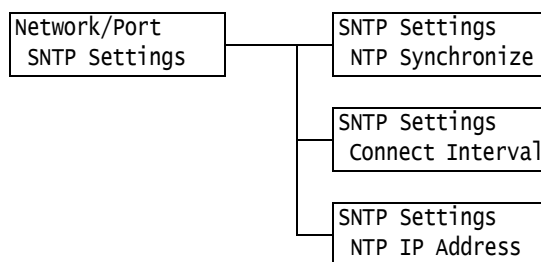 Network/Port
SNTP Settings
SNTP Settings
NTP Synchronize
SNTP Settings
Connect Interval
SNTP Settings
NTP IP Address